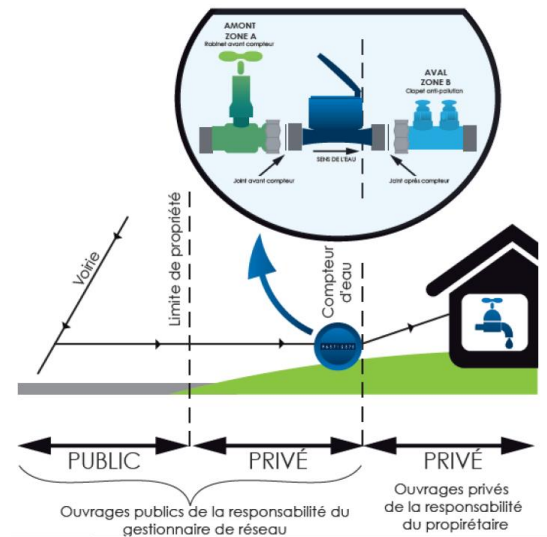 AMONT
ZONE A
Robinet avant compteur
AVAL
ZONE B
Clapet anti-pollution
SENS DE L'EAU
Joint avant compteur
Joint après compteur
Voirie
Limite de propriété
Compteur
d'eau
PUBLIC
PRIVÉ
PRIVÉ
Ouvrages publics de la responsabilité du
gestionnaire de réseau
Ouvrages privés
de la responsabilité
du propirétaire